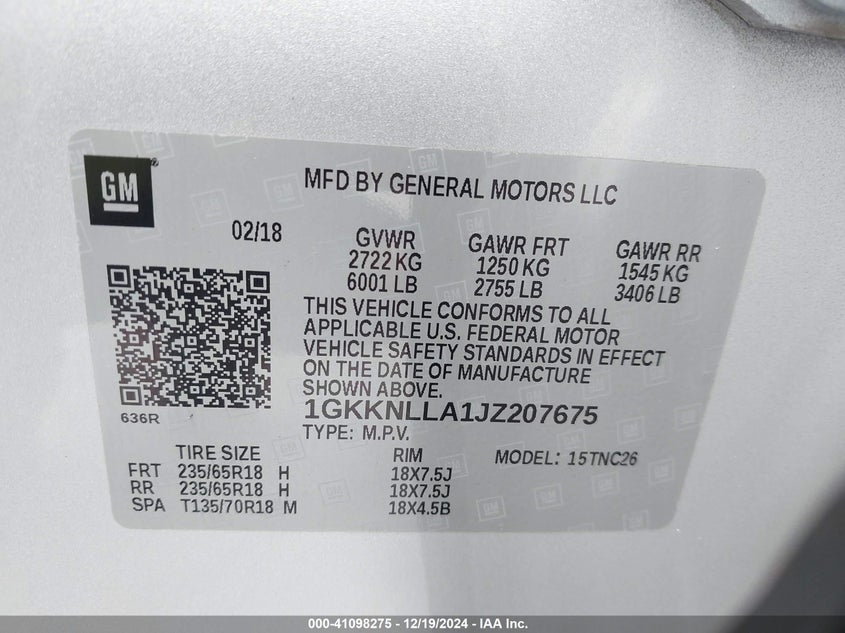 GM
®
MFD BY GENERAL MOTORS LLC
02/18
GVWR
2722 KG
6001 LB
GAWR FRT
1250 KG
2755 LB
GAWR RR
1545 KG
3406 LB
THIS VEHICLE CONFORMS TO ALL
APPLICABLE U.S. FEDERAL MOTOR
VEHICLE SAFETY STANDARDS IN EFFECT
ON THE DATE OF MANUFACTURE
SHOWN ABOVE.
636R
1GKKNLLA1JZ207675
TYPE: M.P.V.
TIRE SIZE RIM MODEL: 15TNC26
FRT 235/65R18 H 18X7.5J
RR 235/65R18 H 18X7.5J
SPA T135/70R18 M 18X4.5B
000-41098275 - 12/19/2024 - IAA Inc.